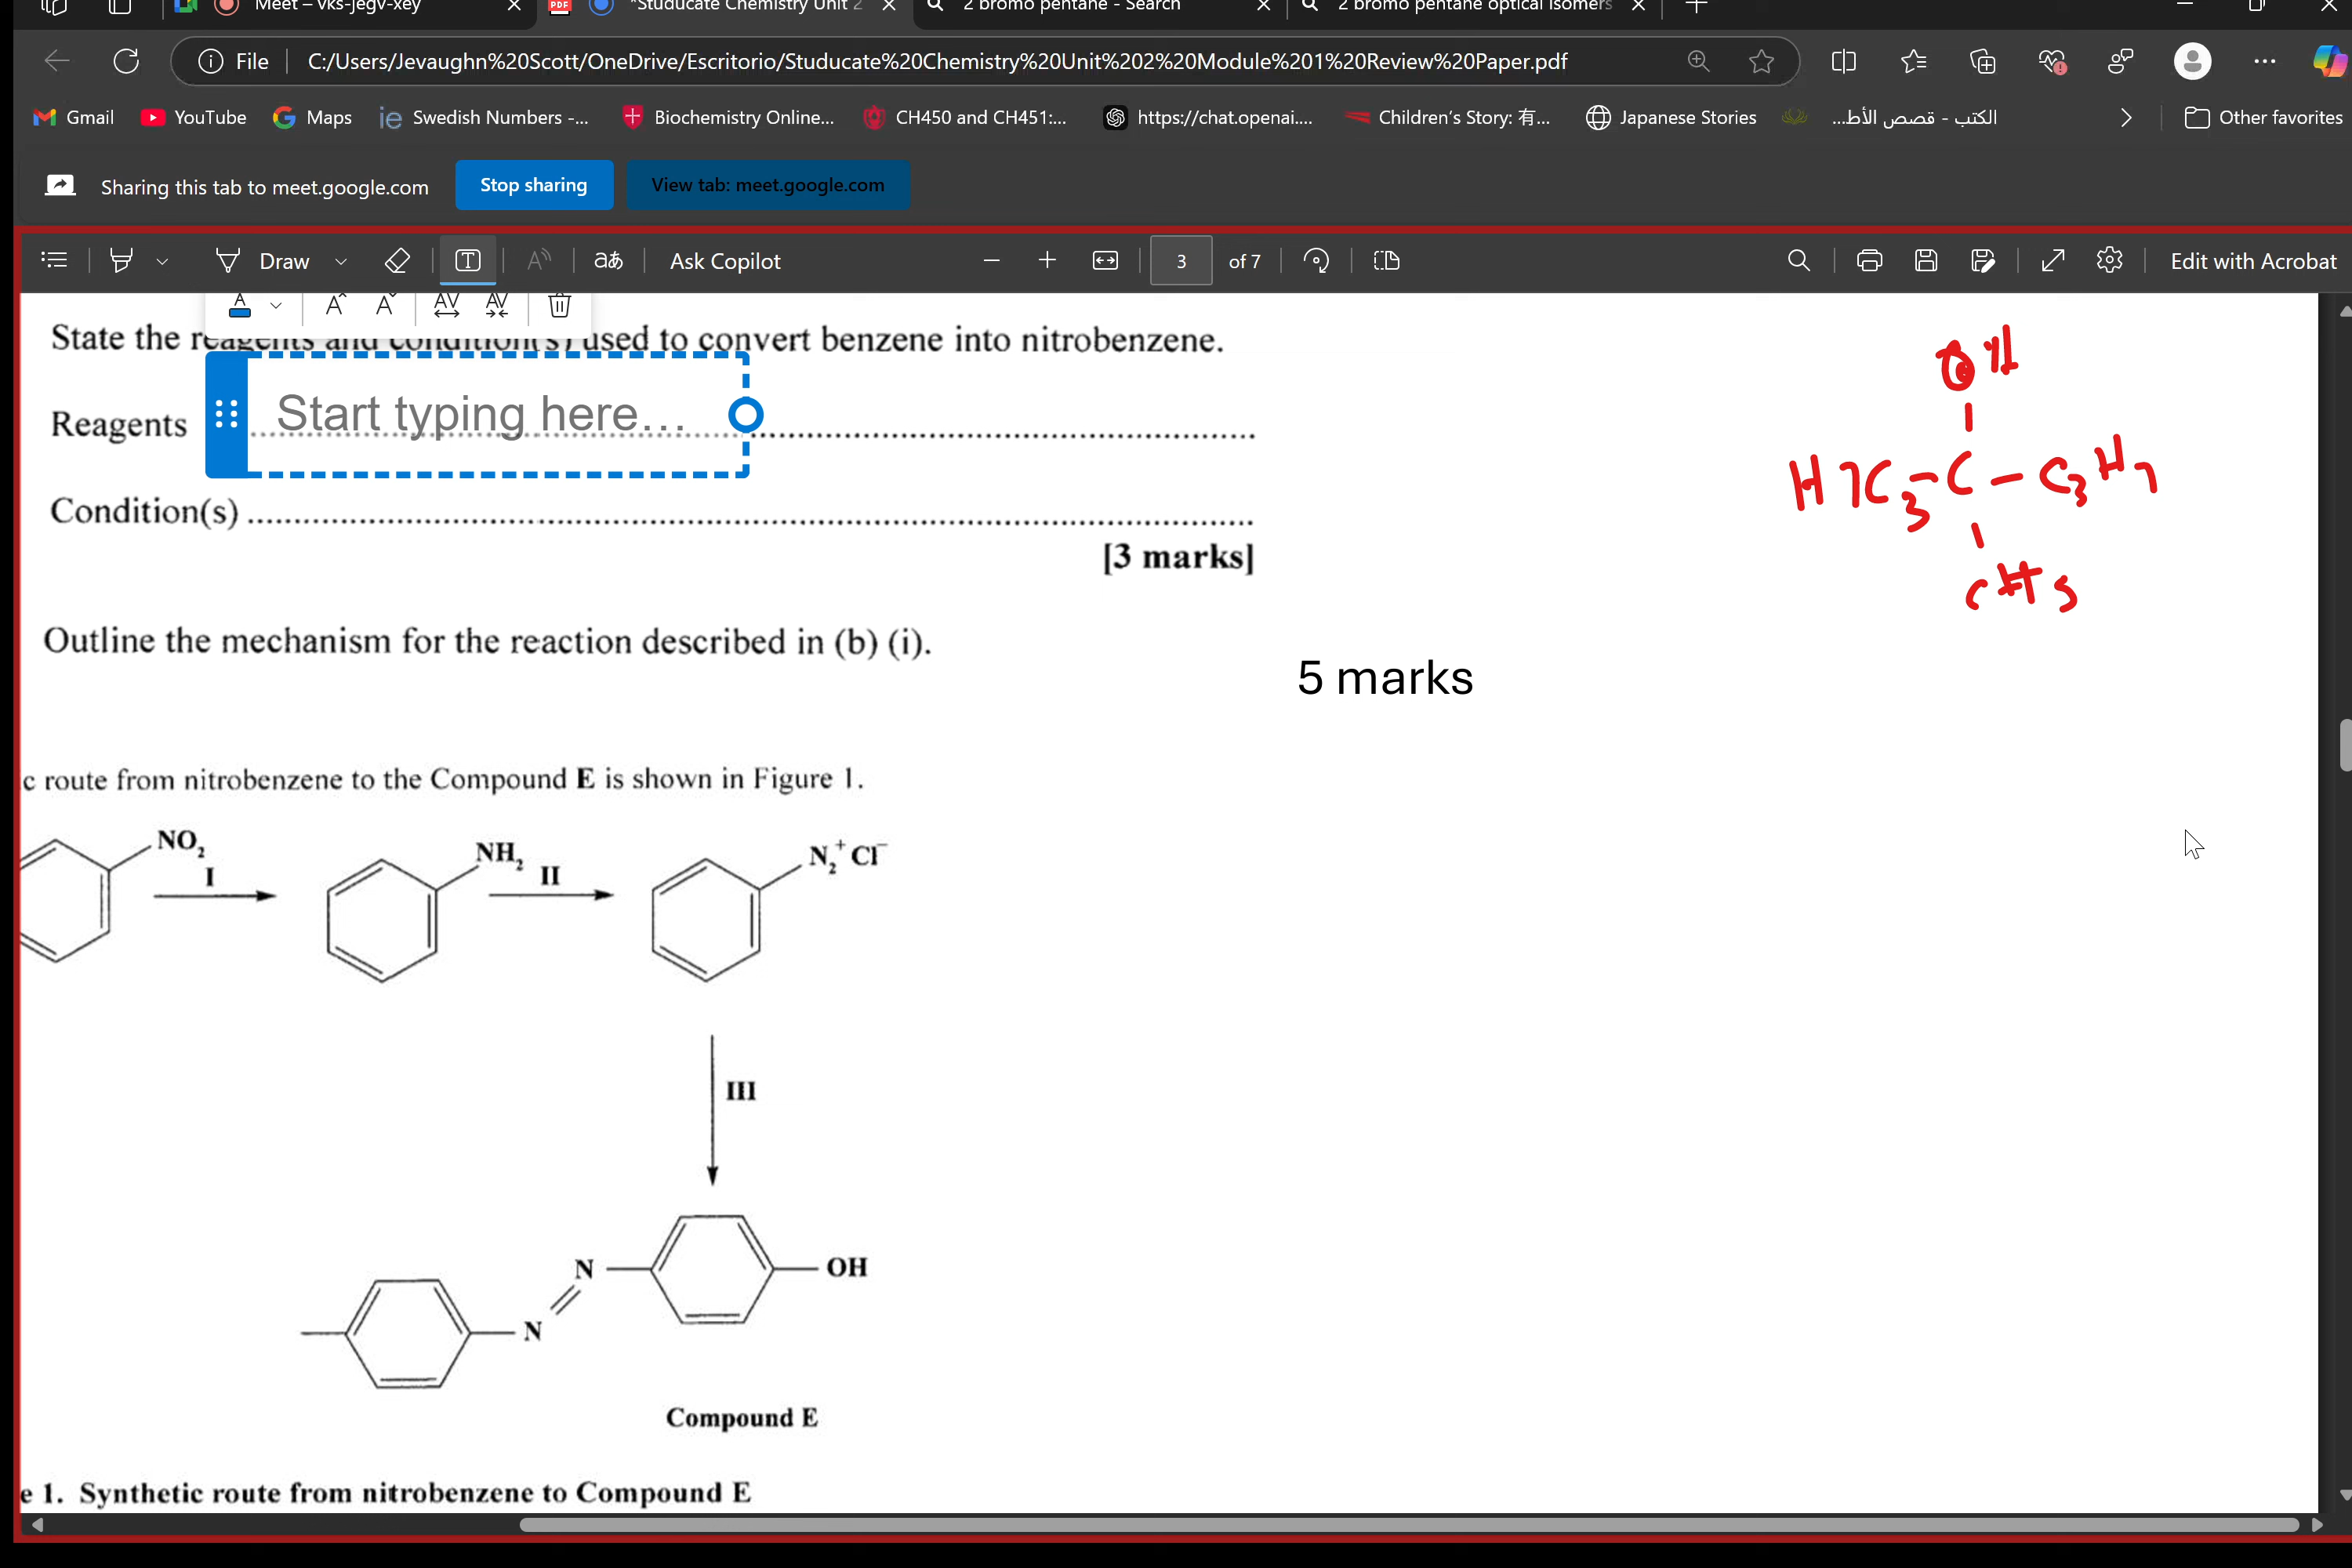 Meet – vks-jegv-xey
*Studucate Chemistry Unit 2
2 bromo pentane - Search
2 bromo pentane optical isomers
File
C:/Users/Jevaughn%20Scott/OneDrive/Escritorio/Studucate%20Chemistry%20Unit%202%20Module%201%20Review%20Paper.pdf
Gmail
YouTube
Maps
Swedish Numbers -...
Biochemistry Online...
CH450 and CH451:...
https://chat.openai....
Children's Story: 有...
Japanese Stories
الكتب - قصص الأط...
Other favorites
Sharing this tab to meet.google.com
Stop sharing
View tab: meet.google.com
Draw
aあ
Ask Copilot
3 of 7
Edit with Acrobat
State the reagents and condition(s) used to convert benzene into nitrobenzene.
Reagents
Start typing here...
Condition(s)
[3 marks]
OH
H7C3-C-C3H7
CH3
Outline the mechanism for the reaction described in (b) (i).
5 marks
c route from nitrobenzene to the Compound E is shown in Figure 1.
NO2
I
NH2
II
N2+ Cl-
III
N
OH
N
Compound E
e 1. Synthetic route from nitrobenzene to Compound E